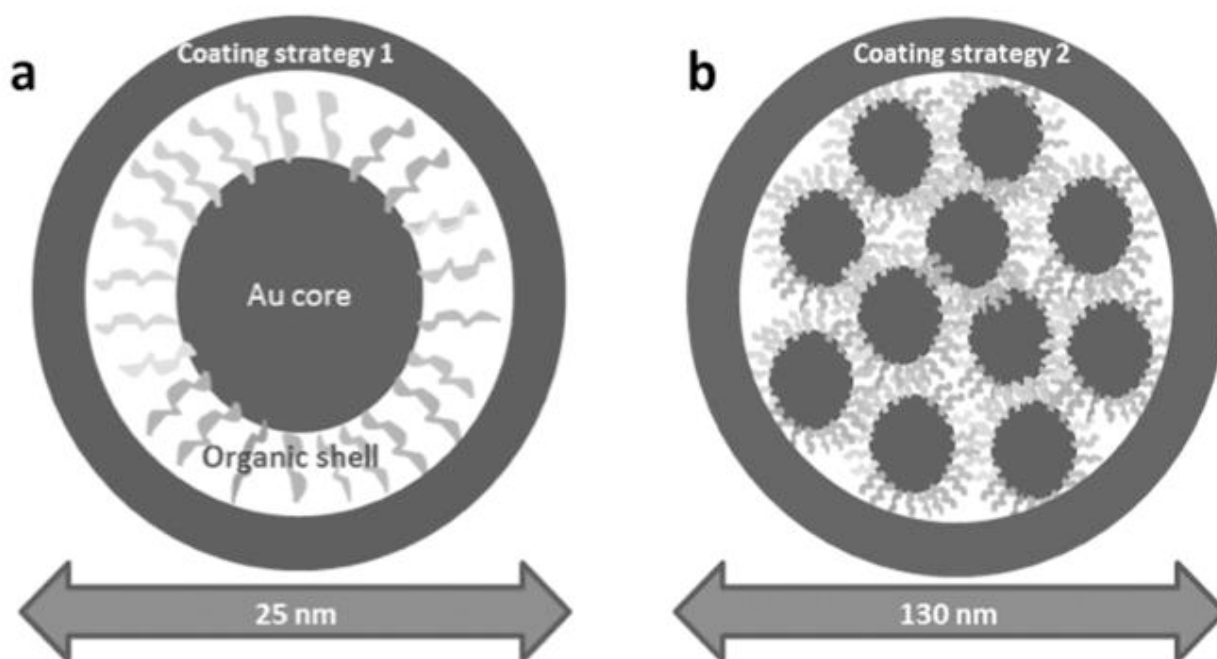 a
Coating strategy 1
Au core
Organic shell
25 nm
b
Coating strategy 2
130 nm